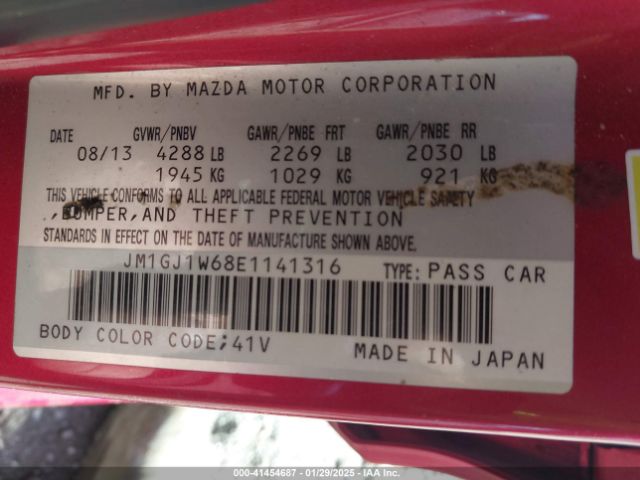 MFD. BY MAZDA MOTOR CORPORATION
DATE GVWR/PNBV GAWR/PNBE FRT GAWR/PNBE RR
08/13 4288 LB 2269 LB 2030 LB
1945 KG 1029 KG 921 KG
THIS VEHICLE CONFORMS TO ALL APPLICABLE FEDERAL MOTOR VEHICLE SAFETY
,BUMPER,AND THEFT PREVENTION
STANDARDS IN EFFECT ON THE DATE OF MANUFACTURE SHOWN ABOVE.
JM1GJ1W68E1141316 TYPE: PASS CAR
BODY COLOR CODE;41V MADE IN JAPAN
000-41454687 - 01/29/2025 - IAA Inc.